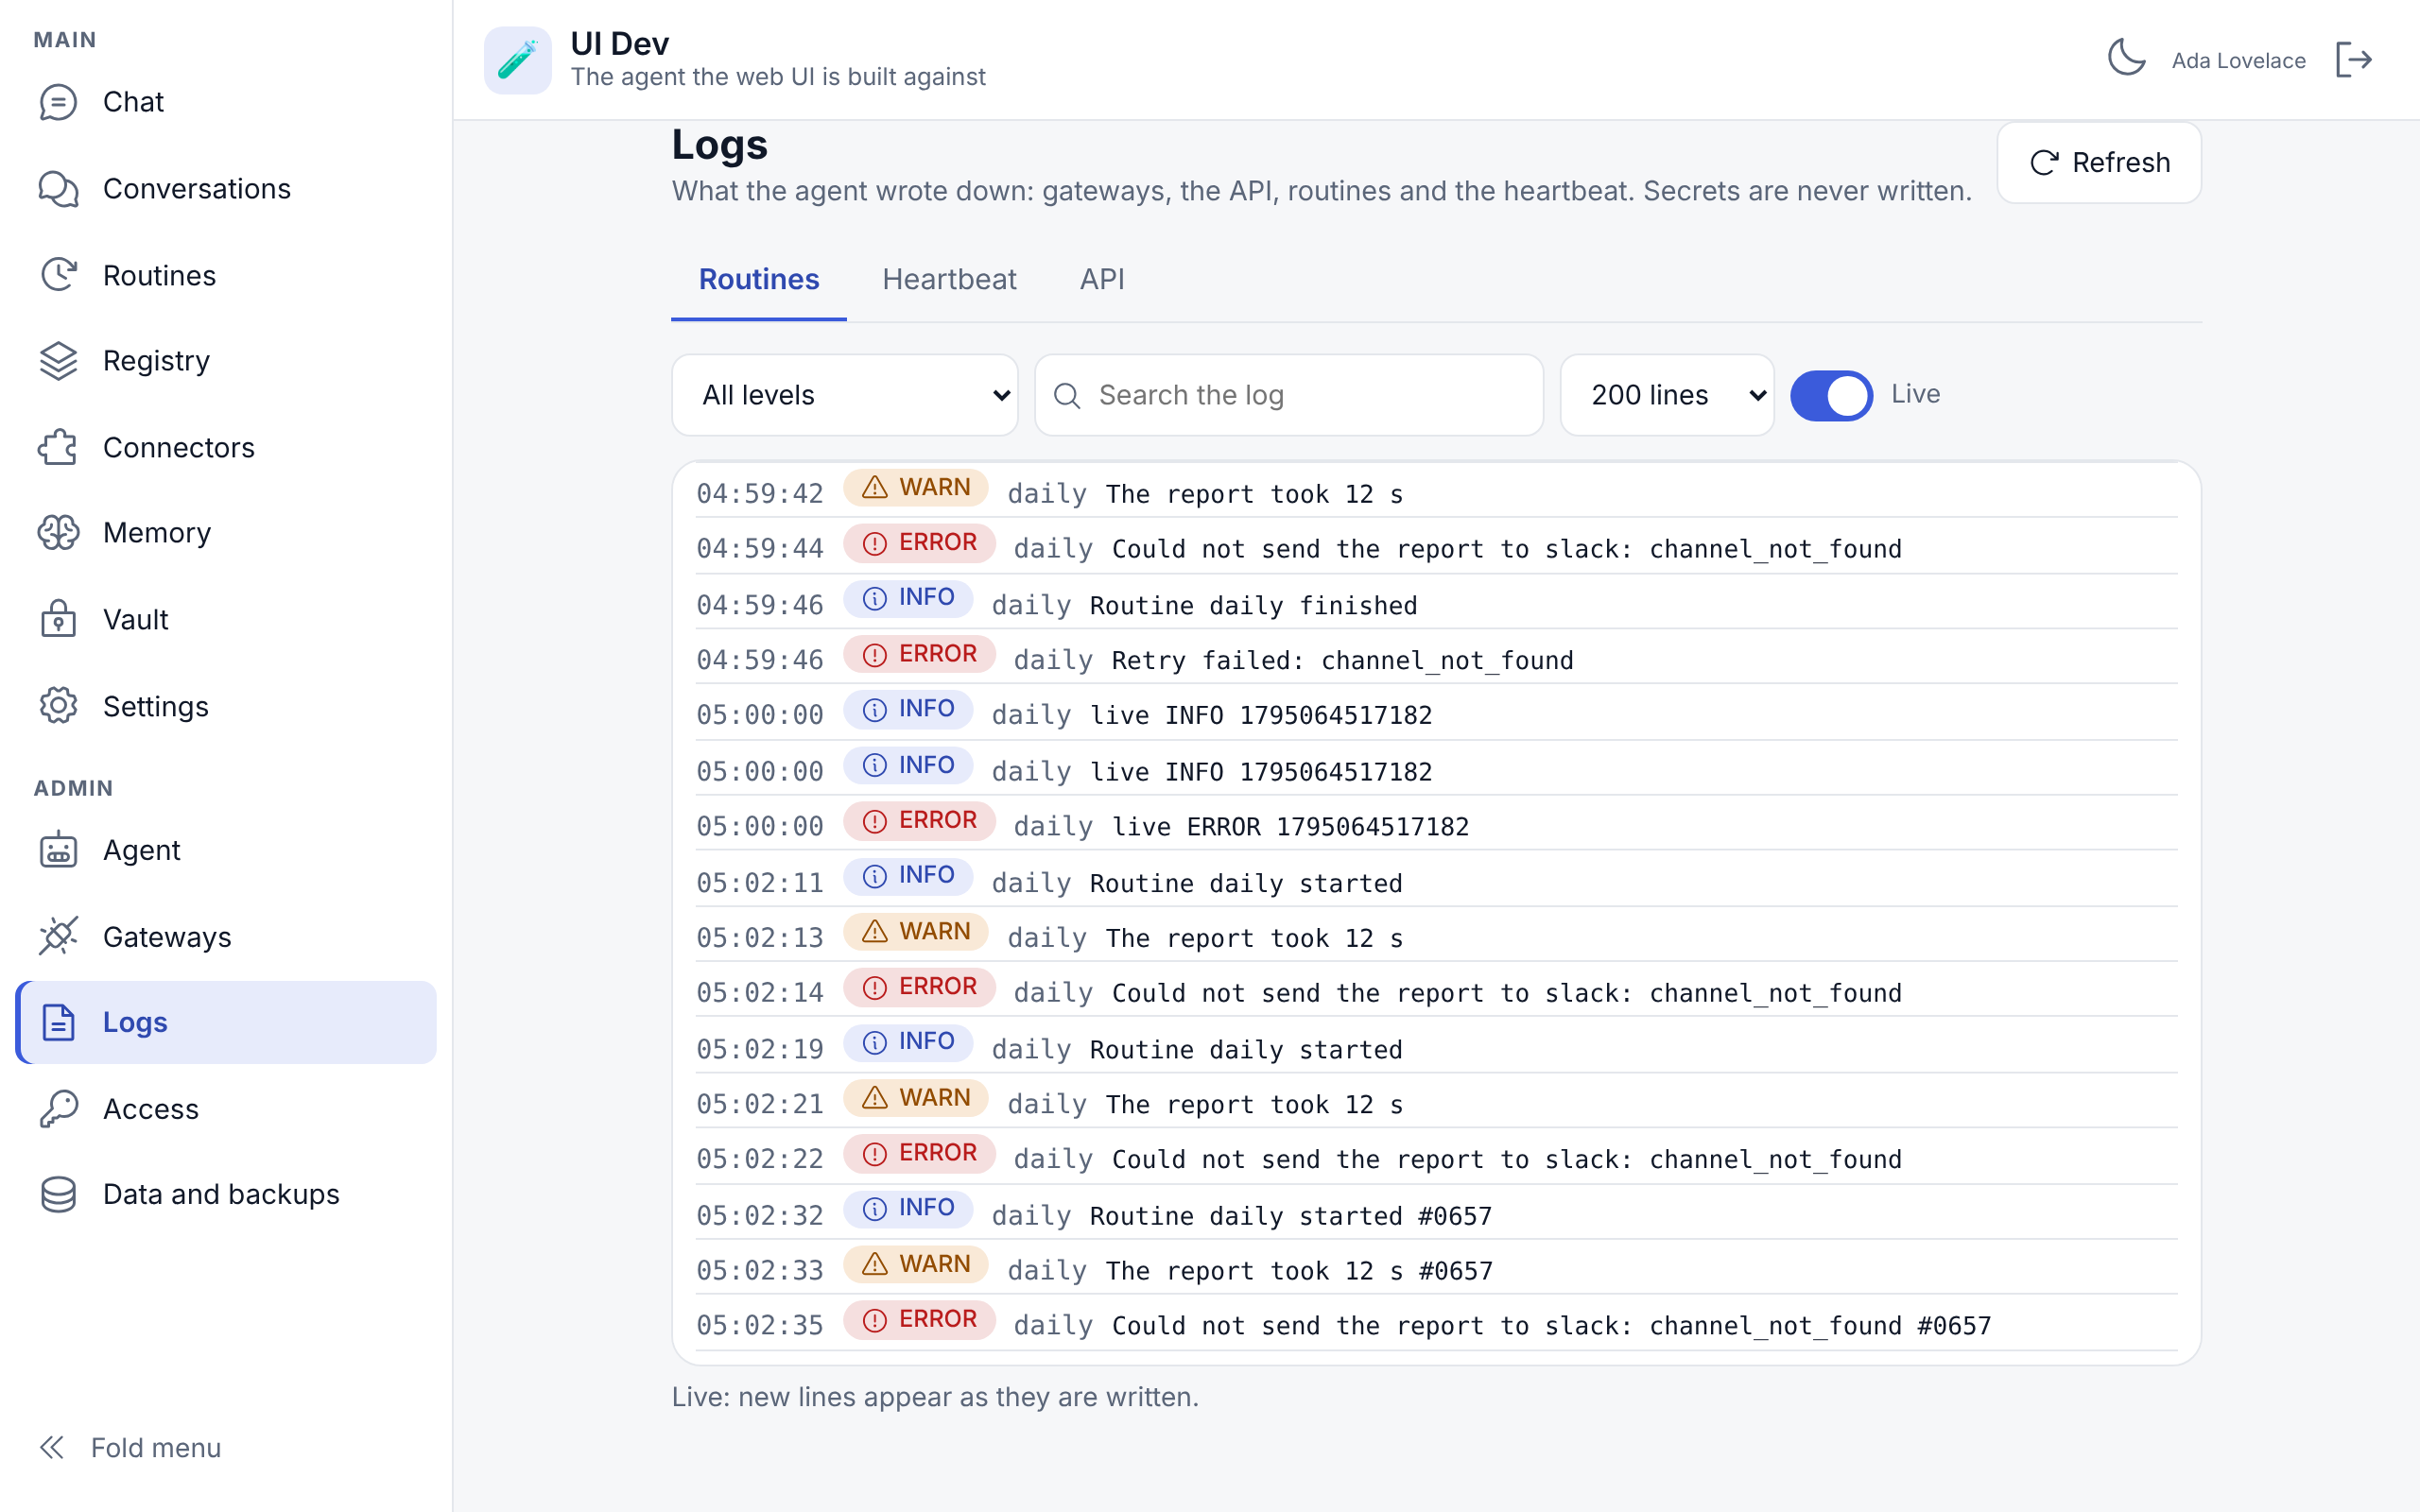 MAIN
Chat
Conversations
Routines
Registry
Connectors
Memory
Vault
Settings
ADMIN
Agent
Gateways
Logs
Access
Data and backups
Fold menu
UI Dev
The agent the web UI is built against
Ada Lovelace
Logs
What the agent wrote down: gateways, the API, routines and the heartbeat. Secrets are never written.
Refresh
Routines Heartbeat API
All levels Search the log 200 lines Live
04:59:42 WARN daily The report took 12 s
04:59:44 ERROR daily Could not send the report to slack: channel_not_found
04:59:46 INFO daily Routine daily finished
04:59:46 ERROR daily Retry failed: channel_not_found
05:00:00 INFO daily live INFO 1795064517182
05:00:00 INFO daily live INFO 1795064517182
05:00:00 ERROR daily live ERROR 1795064517182
05:02:11 INFO daily Routine daily started
05:02:13 WARN daily The report took 12 s
05:02:14 ERROR daily Could not send the report to slack: channel_not_found
05:02:19 INFO daily Routine daily started
05:02:21 WARN daily The report took 12 s
05:02:22 ERROR daily Could not send the report to slack: channel_not_found
05:02:32 INFO daily Routine daily started #0657
05:02:33 WARN daily The report took 12 s #0657
05:02:35 ERROR daily Could not send the report to slack: channel_not_found #0657
Live: new lines appear as they are written.